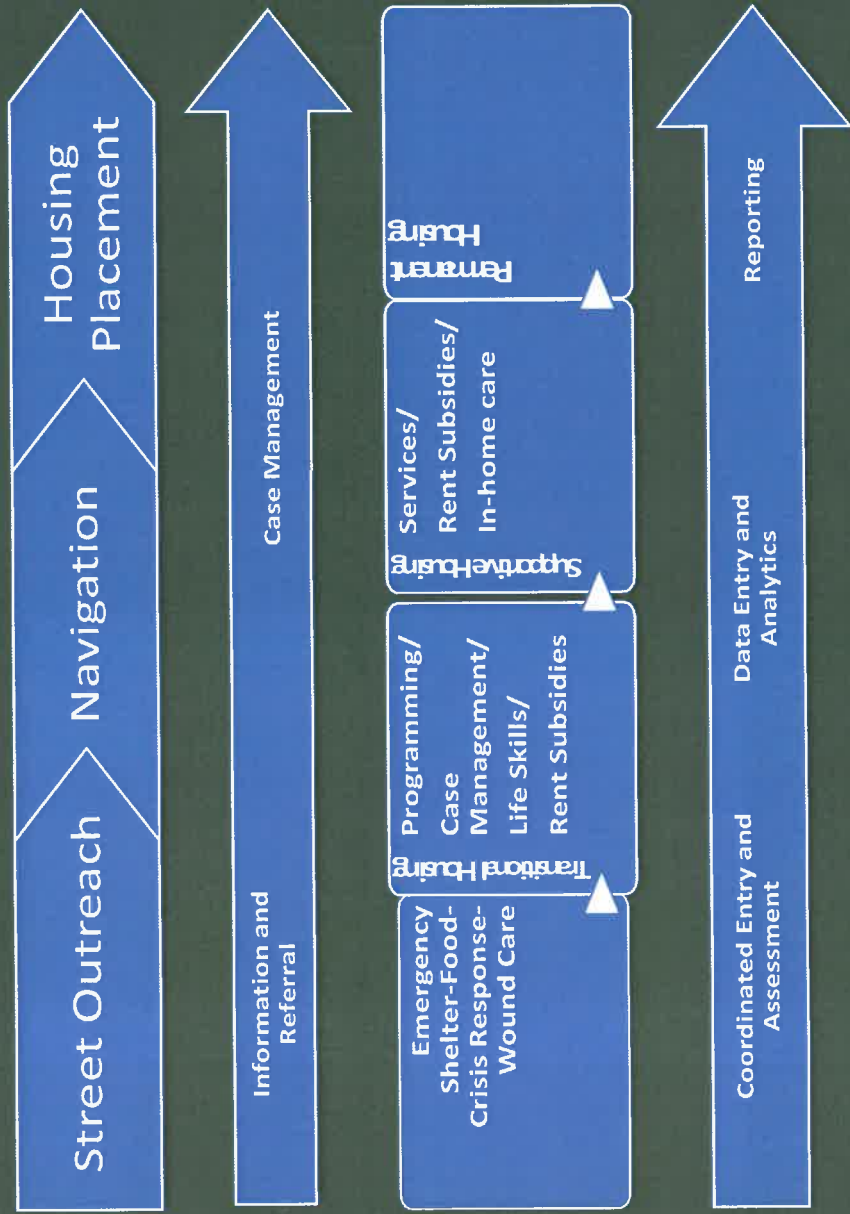 Street Outreach
Navigation
Housing
Placement
Information and
Referral
Case Management
Emergency
Shelter-Food-
Crisis Response-
Wound Care
Transitional Housing
Programming/
Case
Management/
Life Skills/
Rent Subsidies
Supportive Housing
Services/
Rent Subsidies/
In-home care
Permanent
Housing
Coordinated Entry and
Assessment
Data Entry and
Analytics
Reporting